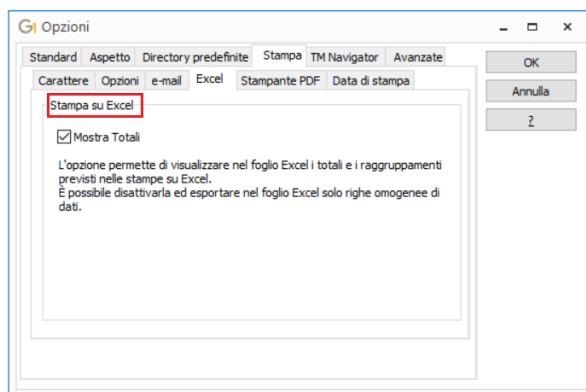 G1 Opzioni
Standard Aspetto Directory predefinite Stampa TM Navigator Avanzate
OK
Carattere Opzioni e-mail Excel Stampante PDF Data di stampa
Annulla
Stampa su Excel
?
Mostra Totali
L'opzione permette di visualizzare nel foglio Excel i totali e i raggruppamenti
previsti nelle stampe su Excel.
È possibile disattivarla ed esportare nel foglio Excel solo righe omogenee di
dati.